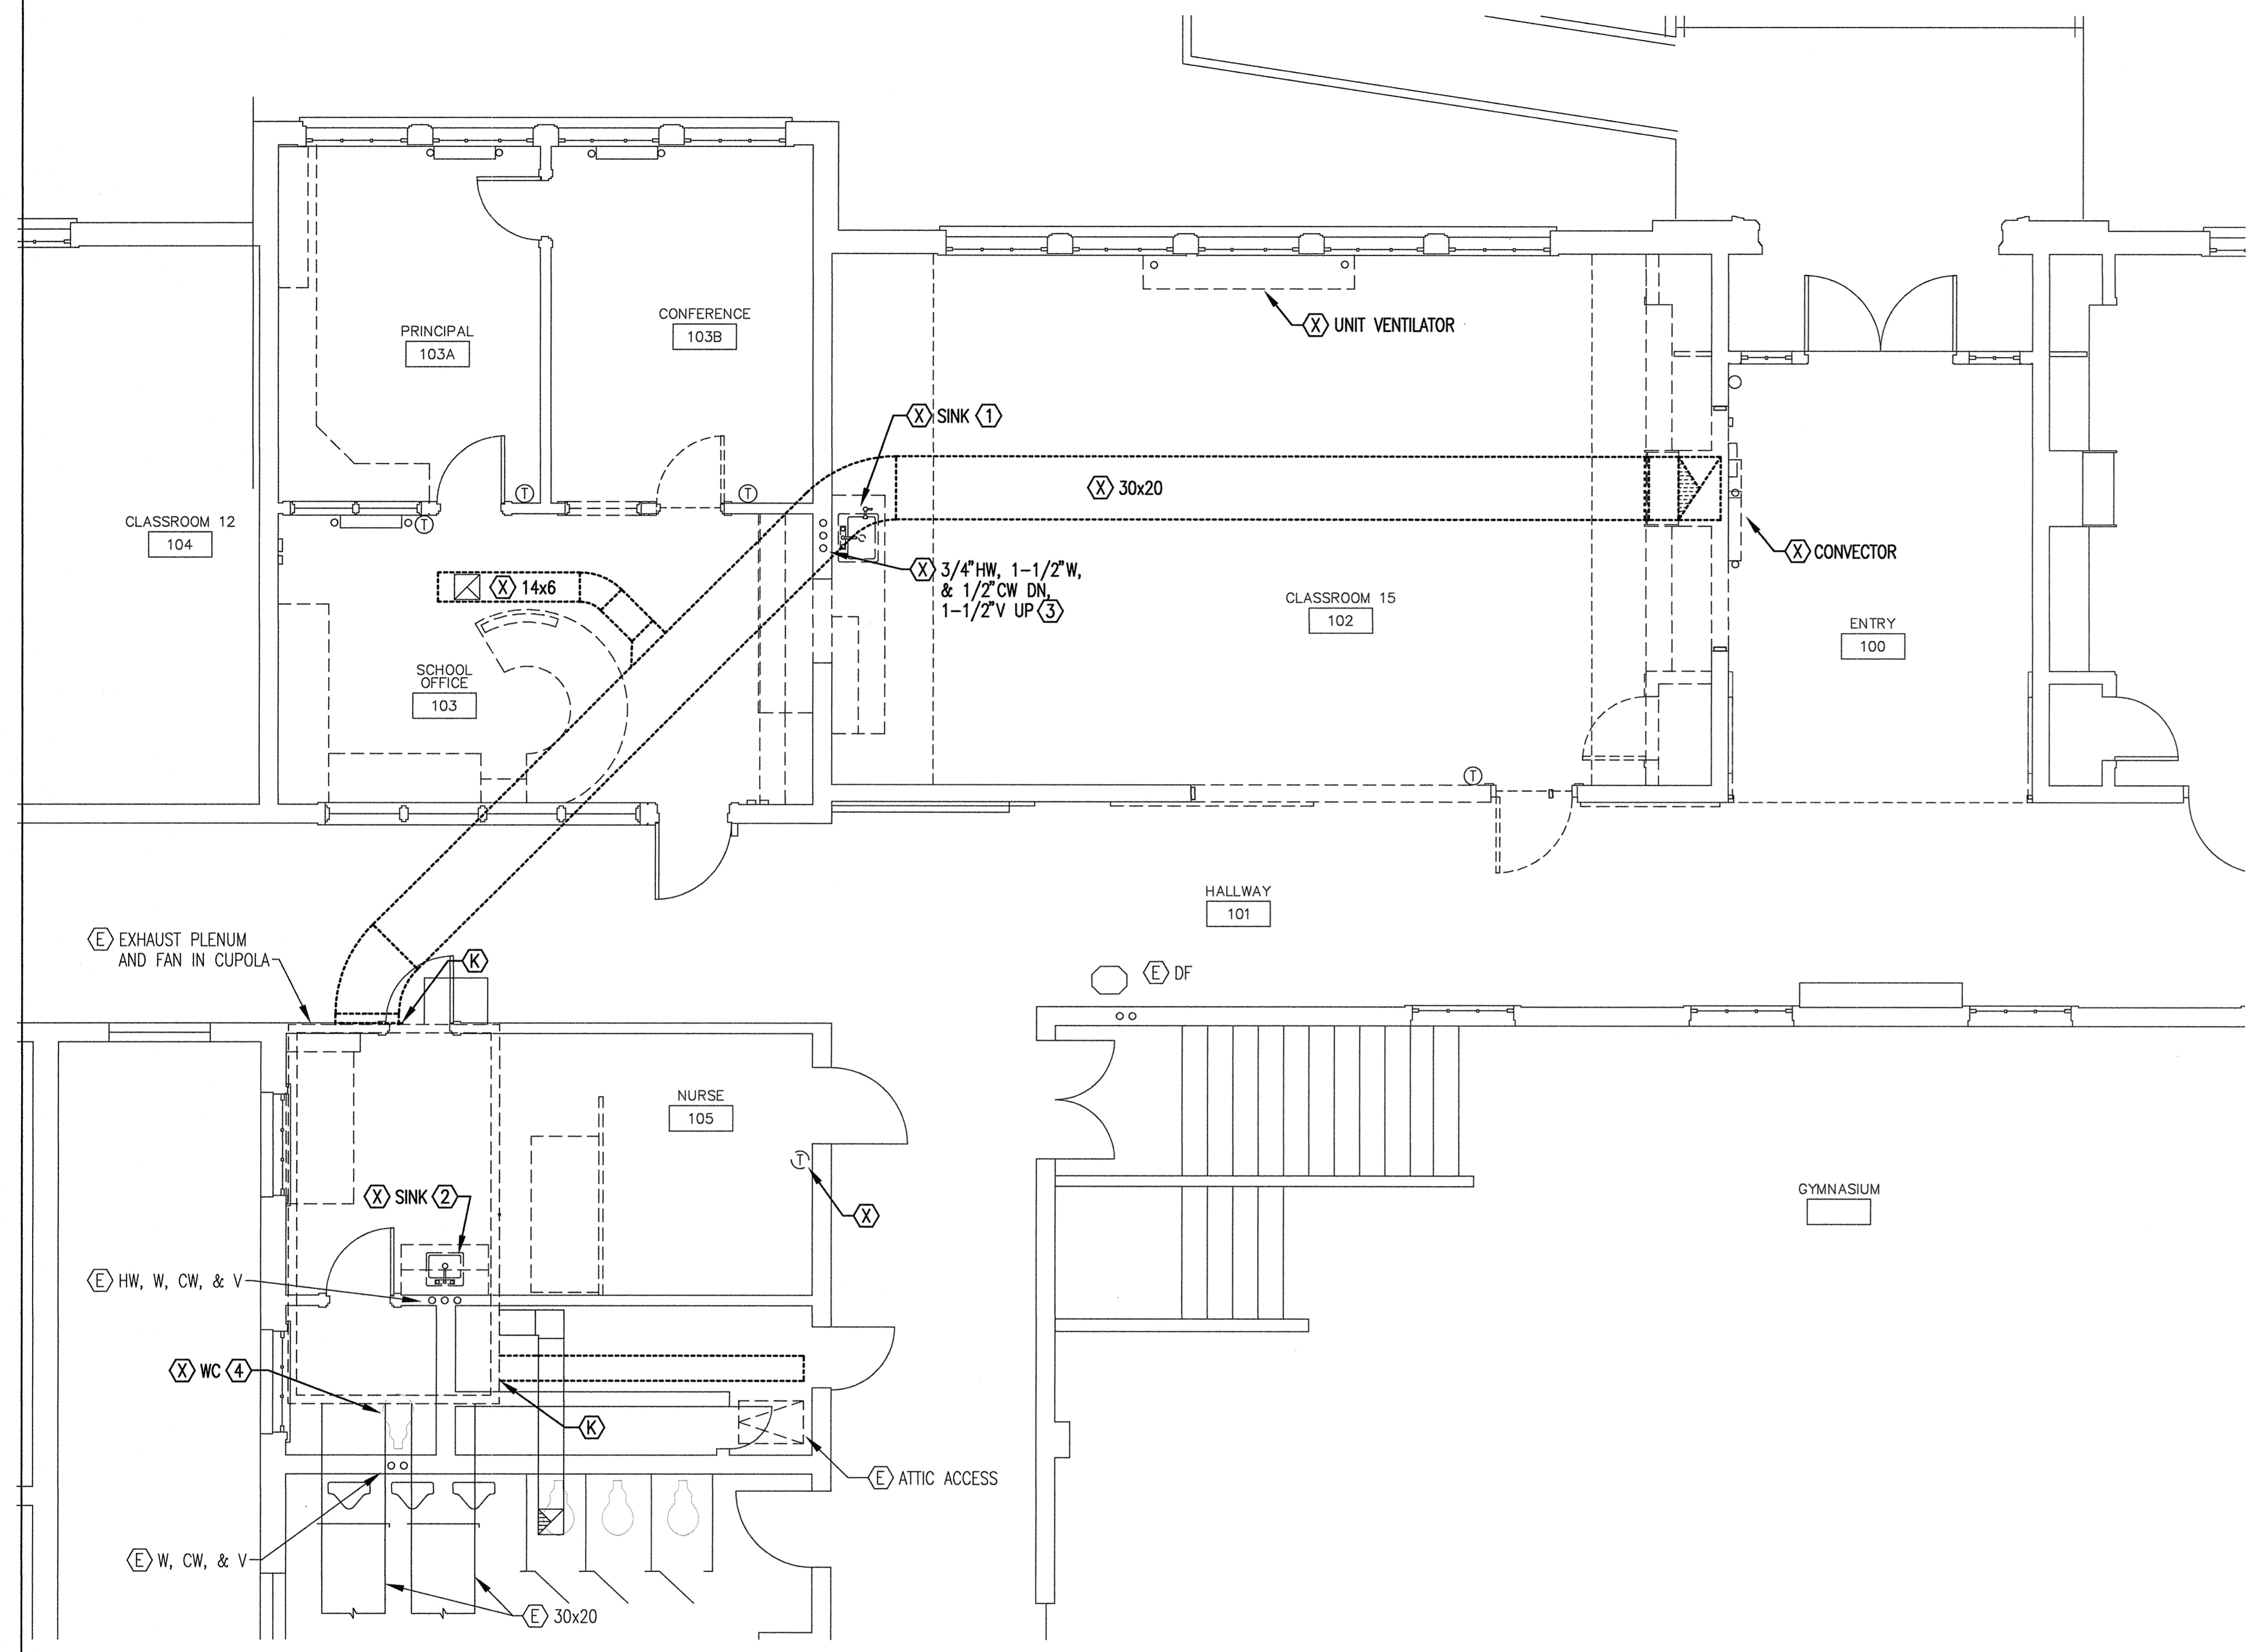 CONFERENCE
103B
PRINCIPAL
103A
X UNIT VENTILATOR
X SINK 1
X 30x20
T
T
T
CLASSROOM 12
104
X CONVECTOR
X 3/4"HW, 1-1/2"W,
& 1/2"CW DN,
1-1/2"V UP 3
X 14x6
CLASSROOM 15
102
ENTRY
100
SCHOOL
OFFICE
103
T
HALLWAY
101
E EXHAUST PLENUM
AND FAN IN CUPOLA
K
E DF
NURSE
105
T
X
X SINK 2
GYMNASIUM
E HW, W, CW, & V
X WC 4
K
E ATTIC ACCESS
E W, CW, & V
E 30x20